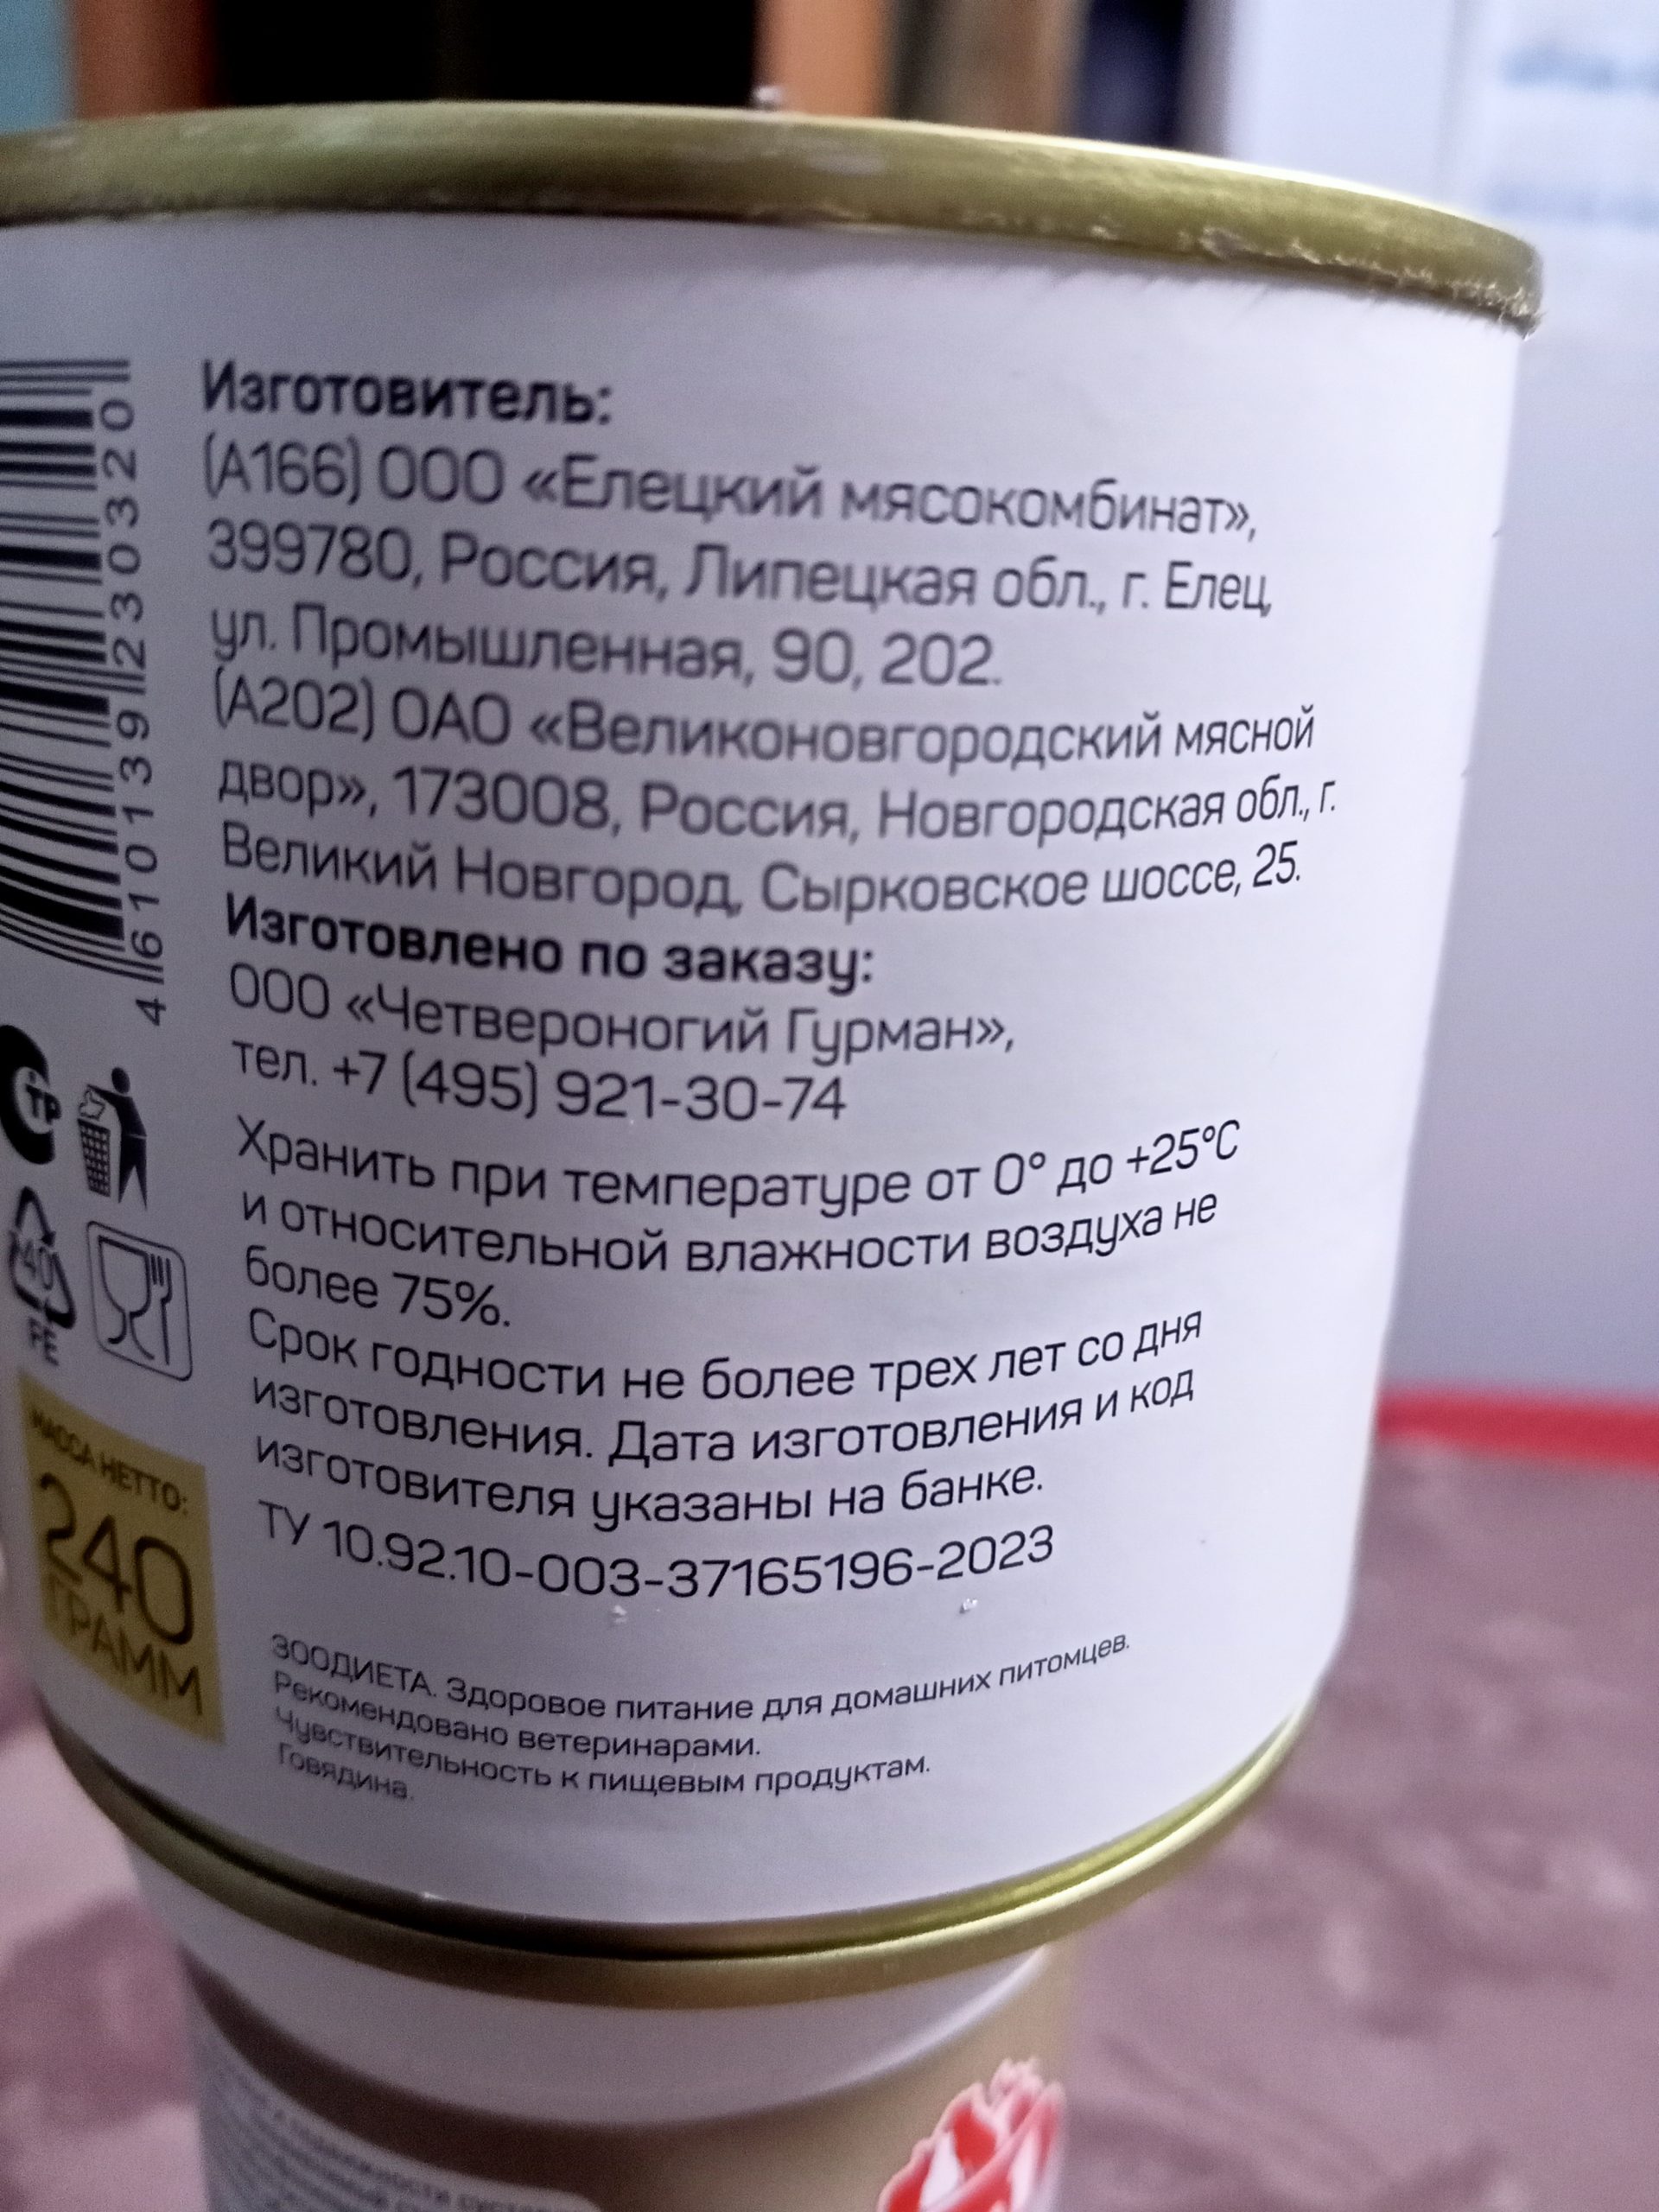 Изготовитель:
(А166) ООО «Елецкий мясокомбинат»,
399780, Россия, Липецкая обл., г. Елец,
ул. Промышленная, 90, 202.
(А202) ОАО «Великоновгородский мясной
двор», 173008, Россия, Новгородская обл., г.
Великий Новгород, Сырковское шоссе, 25.
Изготовлено по заказу:
ООО «Четвероногий Гурман»,
тел. +7 (495) 921-30-74
Хранить при температуре от 0° до +25°С
и относительной влажности воздуха не
более 75%.
Срок годности не более трех лет со дня
изготовления. Дата изготовления и код
изготовителя указаны на банке.
ТУ 10.92.10-003-37165196-2023
ЗООДИЕТА. Здоровое питание для домашних питомцев.
Рекомендовано ветеринарами.
Чувствительность к пищевым продуктам.
Говядина.
4 610139 230320
СТР
40
FE
МАССА НЕТТО:
240
ГРАММ